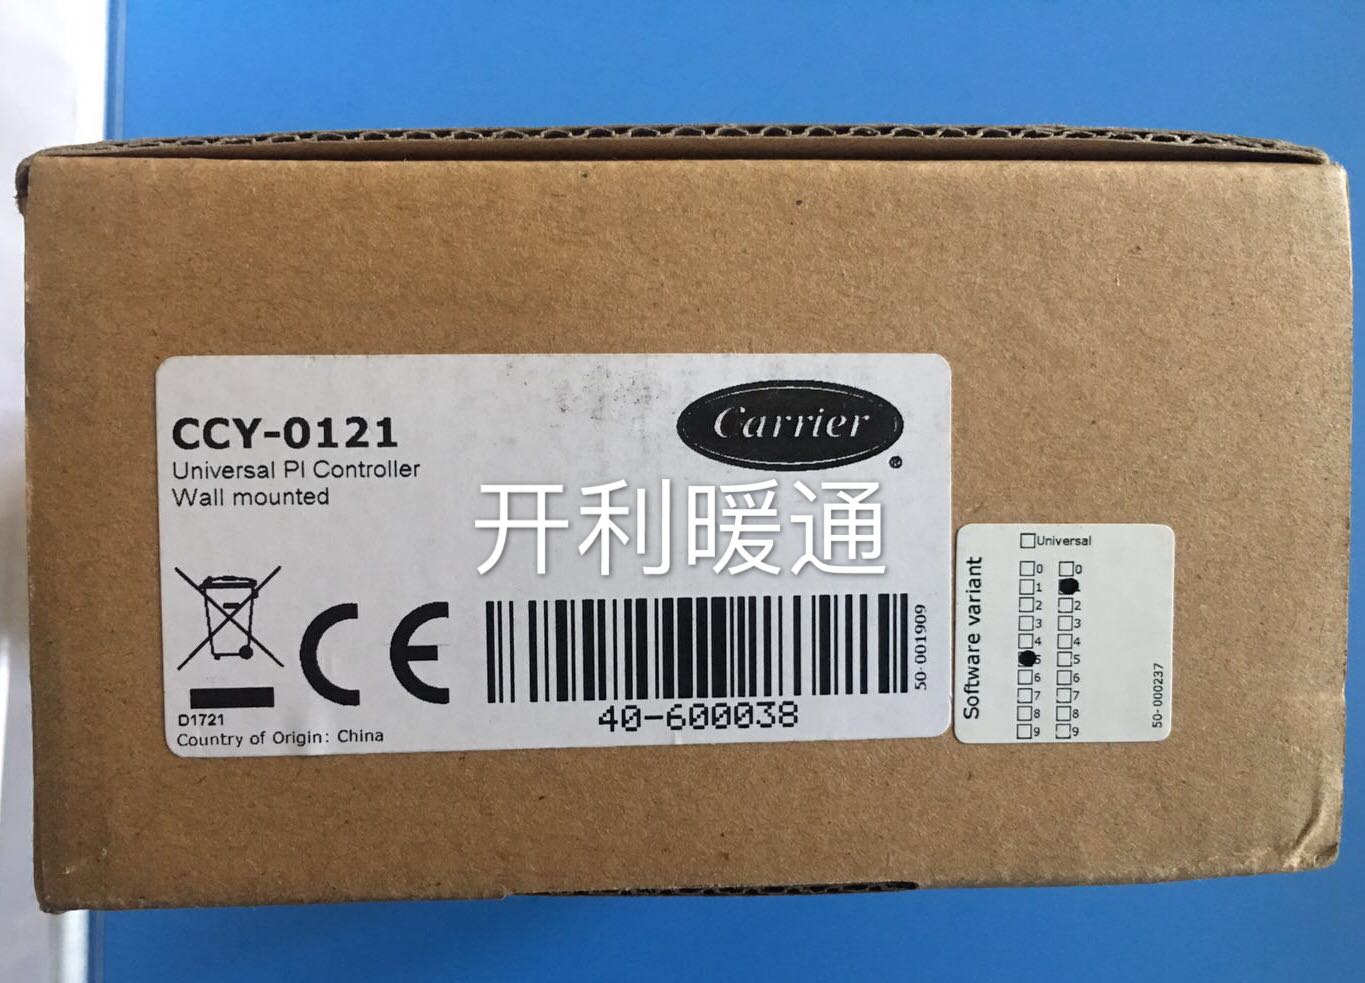 CCY-0121
Universal PI Controller
Wall mounted
Carrier
®
开利暖通
D1721
Country of Origin: China
40-600038
50-001909
Software variant
Universal
0 0
1
2 2
3 3
4 4
5 5
6 6
7 7
8 8
9 9
50-000237